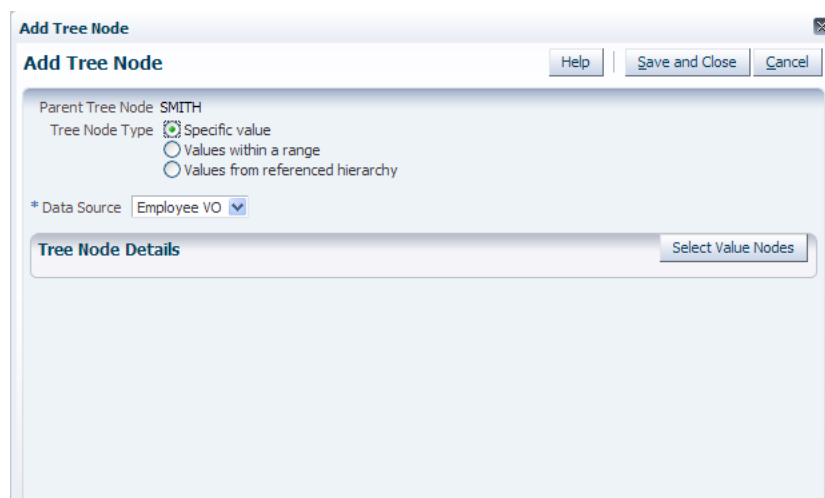 Add Tree Node
Add Tree Node Help Save and Close Cancel
Parent Tree Node SMITH
Tree Node Type Specific value
Values within a range
Values from referenced hierarchy
* Data Source Employee VO
Tree Node Details Select Value Nodes